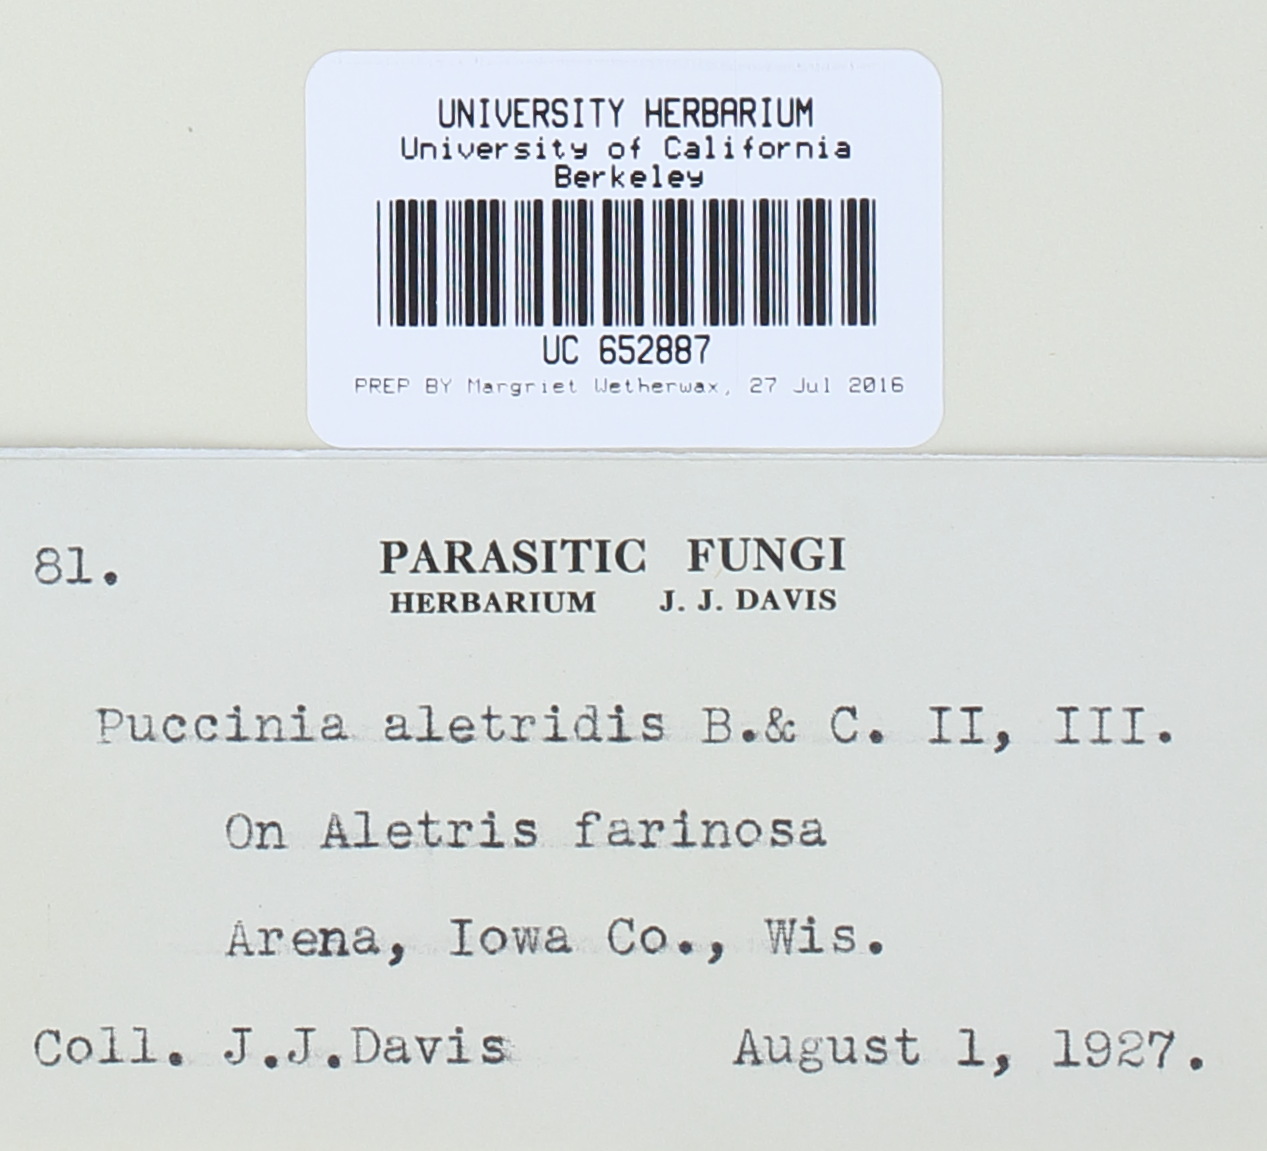 UNIVERSITY HERBARIUM
University of California
Berkeley
UC 652887
PREP BY Margriet Wetherwax, 27 Jul 2016
81.
PARASITIC FUNGI
HERBARIUM J. J. DAVIS
Puccinia aletridis B.& C. II, III.
On Aletris farinosa
Arena, Iowa Co., Wis.
Coll. J.J.Davis August 1, 1927.